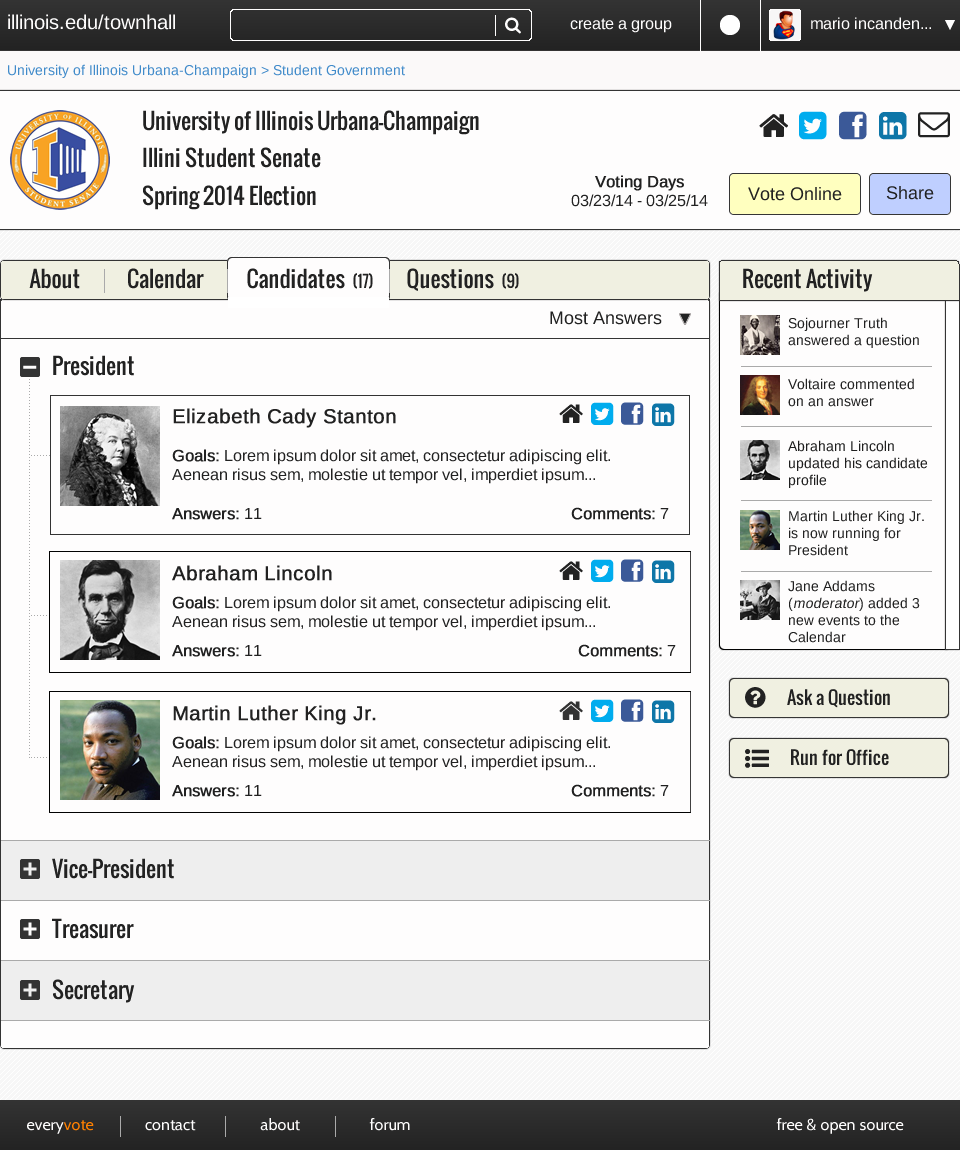 illinois.edu/townhall
create a group
mario incanden...
University of Illinois Urbana-Champaign > Student Government
UNIVERSITY OF ILLINOIS
STUDENT SENATE
University of Illinois Urbana-Champaign
Illini Student Senate
Spring 2014 Election
Voting Days
03/23/14 - 03/25/14
Vote Online
Share
About
Calendar
Candidates (17)
Questions (9)
Most Answers
President
Elizabeth Cady Stanton
Goals: Lorem ipsum dolor sit amet, consectetur adipiscing elit.
Aenean risus sem, molestie ut tempor vel, imperdiet ipsum...
Answers: 11
Comments: 7
Abraham Lincoln
Goals: Lorem ipsum dolor sit amet, consectetur adipiscing elit.
Aenean risus sem, molestie ut tempor vel, imperdiet ipsum...
Answers: 11
Comments: 7
Martin Luther King Jr.
Goals: Lorem ipsum dolor sit amet, consectetur adipiscing elit.
Aenean risus sem, molestie ut tempor vel, imperdiet ipsum...
Answers: 11
Comments: 7
Vice-President
Treasurer
Secretary
Recent Activity
Sojourner Truth
answered a question
Voltaire commented
on an answer
Abraham Lincoln
updated his candidate
profile
Martin Luther King Jr.
is now running for
President
Jane Addams
(moderator) added 3
new events to the
Calendar
Ask a Question
Run for Office
everyvote
contact
about
forum
free & open source